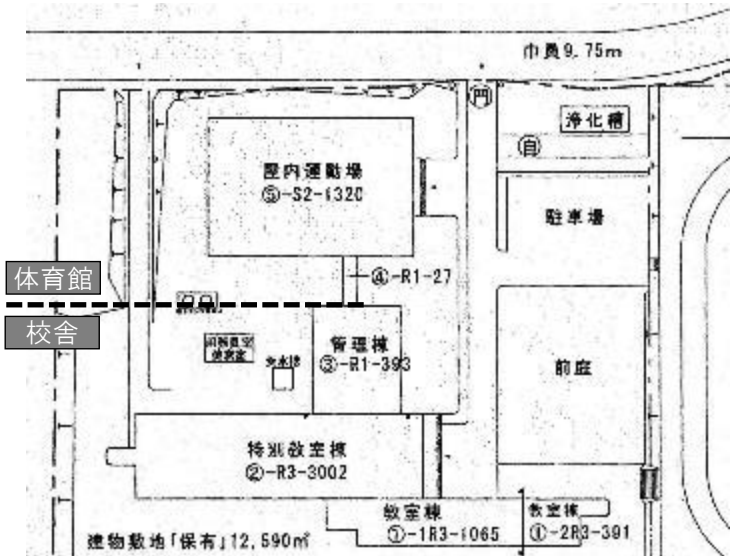 巾員9.75m
門
浄化槽
自
屋内運動場
⑤-S2-1320
駐車場
④-R1-27
体育館
校舎
管理棟
③-R1-393
受水槽
前庭
特別教室棟
②-R3-3002
教室棟
①-1R3-1065
教室棟
①-2R3-391
建物敷地「保有」12,590㎡